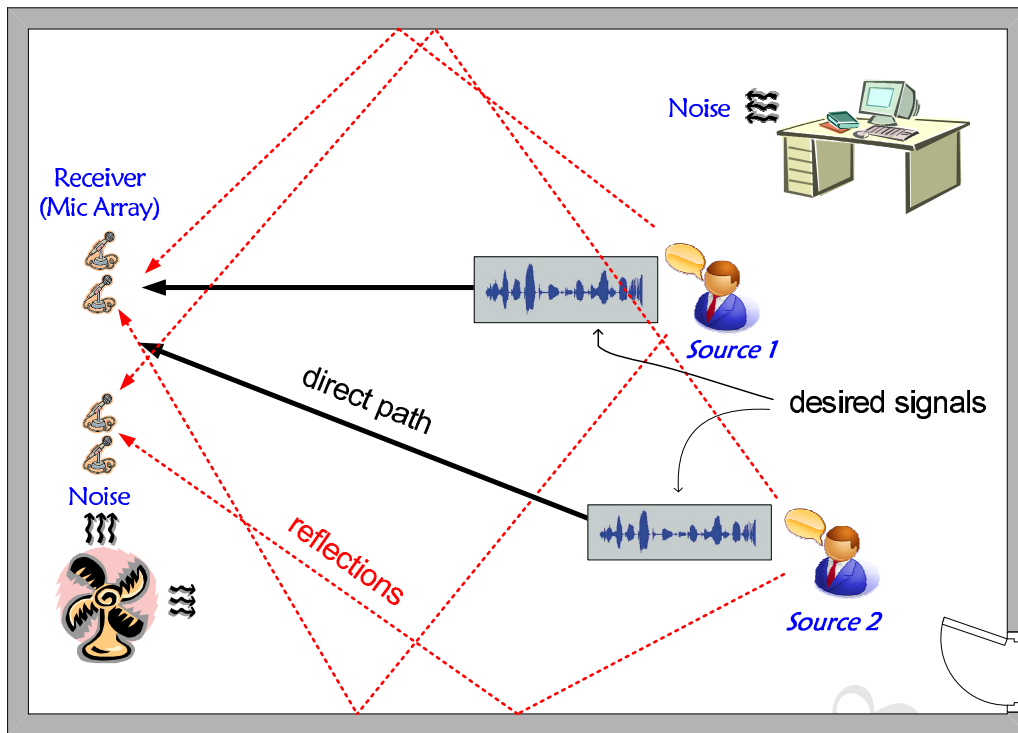 Noise
Receiver
(Mic Array)
Source 1
direct path
desired signals
Noise
reflections
Source 2